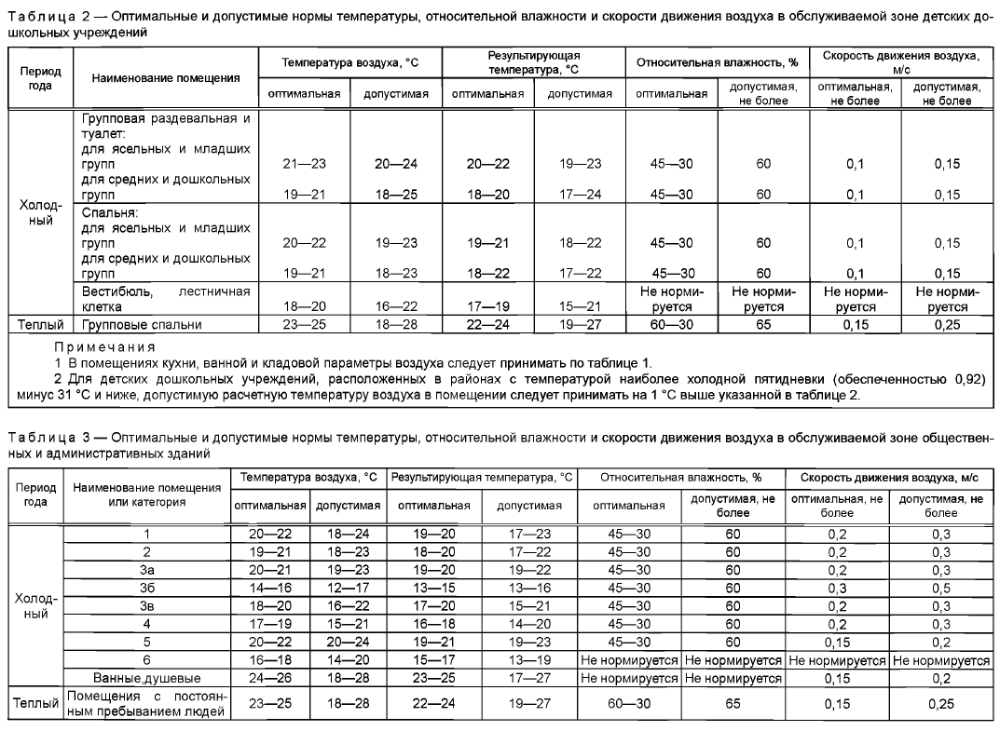 Таблица 2 — Оптимальные и допустимые нормы температуры, относительной влажности и скорости движения воздуха в обслуживаемой зоне детских до-
школьных учреждений
Период года | Наименование помещения | Температура воздуха, °С | Результирующая температура, °С | Относительная влажность, % | Скорость движения воздуха, м/с
оптимальная | допустимая | оптимальная | допустимая | оптимальная | допустимая, не более | оптимальная, не более | допустимая, не более
Холод-
ный
Групповая раздевальная и
туалет:
для ясельных и младших
групп 21—23 20—24 20—22 19—23 45—30 60 0,1 0,15
для средних и дошкольных
групп 19—21 18—25 18—20 17—24 45—30 60 0,1 0,15
Спальня:
для ясельных и младших
групп 20—22 19—23 19—21 18—22 45—30 60 0,1 0,15
для средних и дошкольных
групп 19—21 18—23 18—22 17—22 45—30 60 0,1 0,15
Вестибюль, лестничная Не норми- Не норми- Не норми- Не норми-
клетка 18—20 16—22 17—19 15—21 руется руется руется руется
Теплый Групповые спальни 23—25 18—28 22—24 19—27 60—30 65 0,15 0,25
Примечания
1 В помещениях кухни, ванной и кладовой параметры воздуха следует принимать по таблице 1.
2 Для детских дошкольных учреждений, расположенных в районах с температурой наиболее холодной пятидневки (обеспеченностью 0,92)
минус 31 °С и ниже, допустимую расчетную температуру воздуха в помещении следует принимать на 1 °С выше указанной в таблице 2.
Таблица 3 — Оптимальные и допустимые нормы температуры, относительной влажности и скорости движения воздуха в обслуживаемой зоне обществен-
ных и административных зданий
Период года | Наименование помещения или категория | Температура воздуха, °С | Результирующая температура, °С | Относительная влажность, % | Скорость движения воздуха, м/с
оптимальная | допустимая | оптимальная | допустимая | оптимальная | допустимая, не более | оптимальная, не более | допустимая, не более
Холод-
ный
1 20—22 18—24 19—20 17—23 45—30 60 0,2 0,3
2 19—21 18—23 18—20 17—22 45—30 60 0,2 0,3
3а 20—21 19—23 19—20 19—22 45—30 60 0,2 0,3
3б 14—16 12—17 13—15 13—16 45—30 60 0,3 0,5
3в 18—20 16—22 17—20 15—21 45—30 60 0,2 0,3
4 17—19 15—21 16—18 14—20 45—30 60 0,2 0,3
5 20—22 20—24 19—21 19—23 45—30 60 0,15 0,2
6 16—18 14—20 15—17 13—19 Не нормируется Не нормируется Не нормируется Не нормируется
Ванные,душевые 24—26 18—28 23—25 17—27 Не нормируется Не нормируется 0,15 0,2
Теплый
Помещения с постоян-
ным пребыванием людей 23—25 18—28 22—24 19—27 60—30 65 0,15 0,25